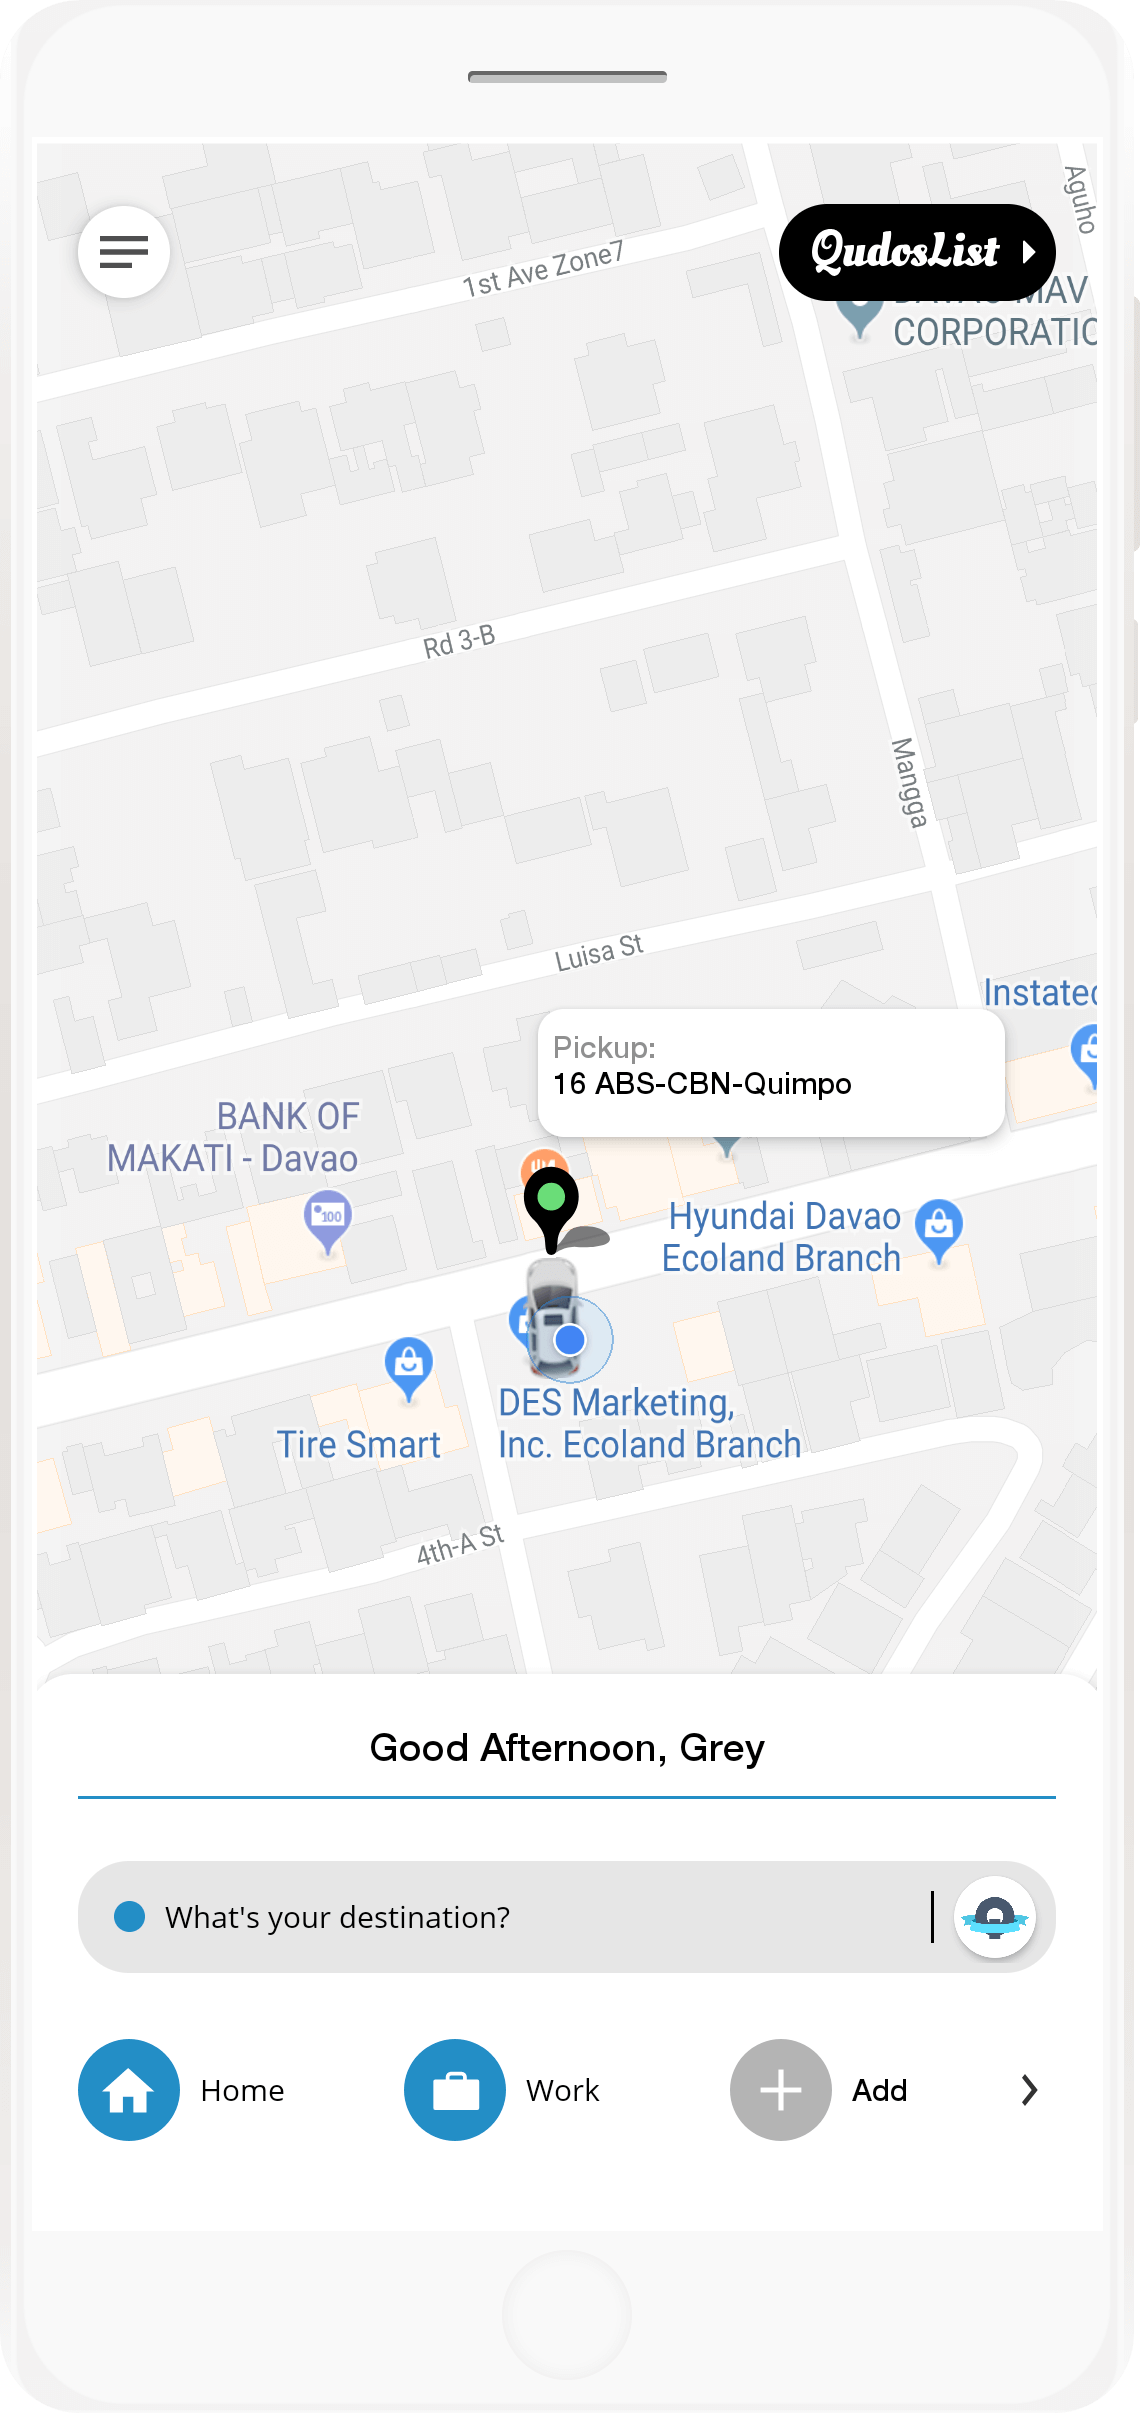 Aguho
QudosList
1st Ave Zone7
MAV
CORPORATIO
Rd 3-B
Mangga
Luisa St
Instatec
Pickup:
16 ABS-CBN-Quimpo
BANK OF
MAKATI - Davao
100
Hyundai Davao
Ecoland Branch
DES Marketing,
Inc. Ecoland Branch
Tire Smart
4th-A St
Good Afternoon, Grey
What's your destination?
Home
Work
Add